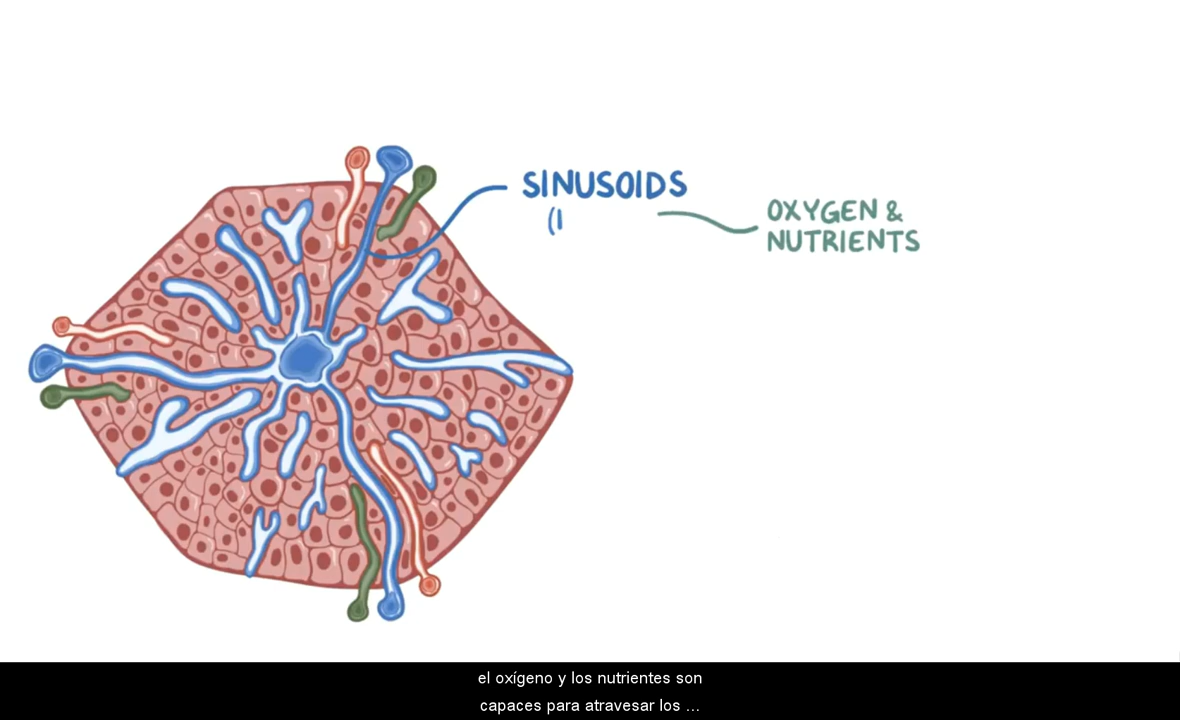 SINUSOIDS
(
OXYGEN &
NUTRIENTS
el oxígeno y los nutrientes son
capaces para atravesar los ...